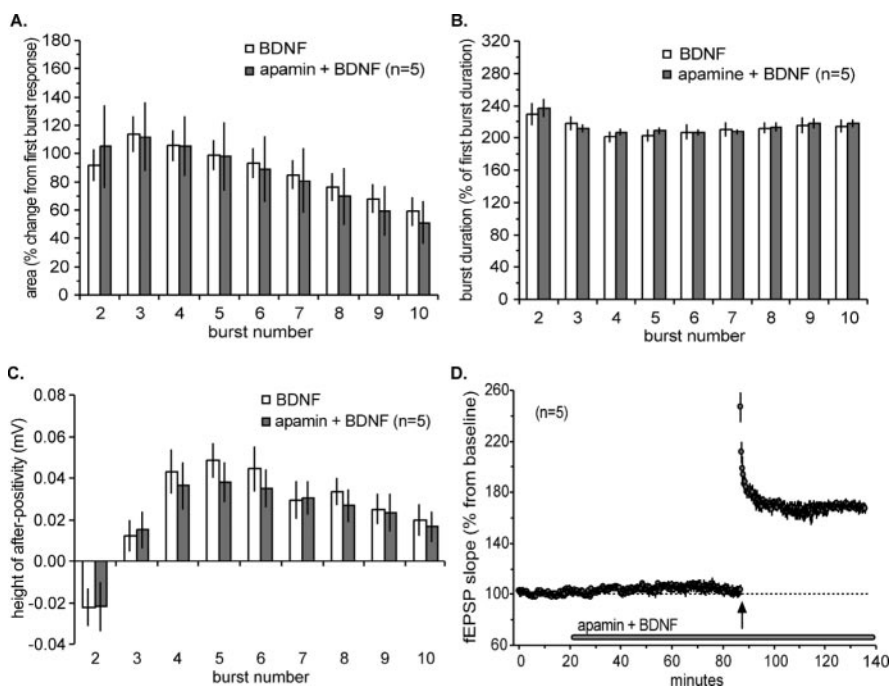 A.
area (% change from first burst response)
180
160
140
120
100
80
60
40
20
0
BDNF
apamin + BDNF (n=5)
2 3 4 5 6 7 8 9 10
burst number
B.
burst duration (% of first burst duration)
320
280
240
200
160
120
80
40
0
BDNF
apamine + BDNF (n=5)
2 3 4 5 6 7 8 9 10
burst number
C.
height of after-positivity (mV)
0.08
0.06
0.04
0.02
0.00
-0.02
-0.04
BDNF
apamin + BDNF (n=5)
2 3 4 5 6 7 8 9 10
burst number
D.
fEPSP slope (% from baseline)
260
220
180
160
100
60
(n=5)
apamin + BDNF
0 20 40 60 80 100 120 140
minutes